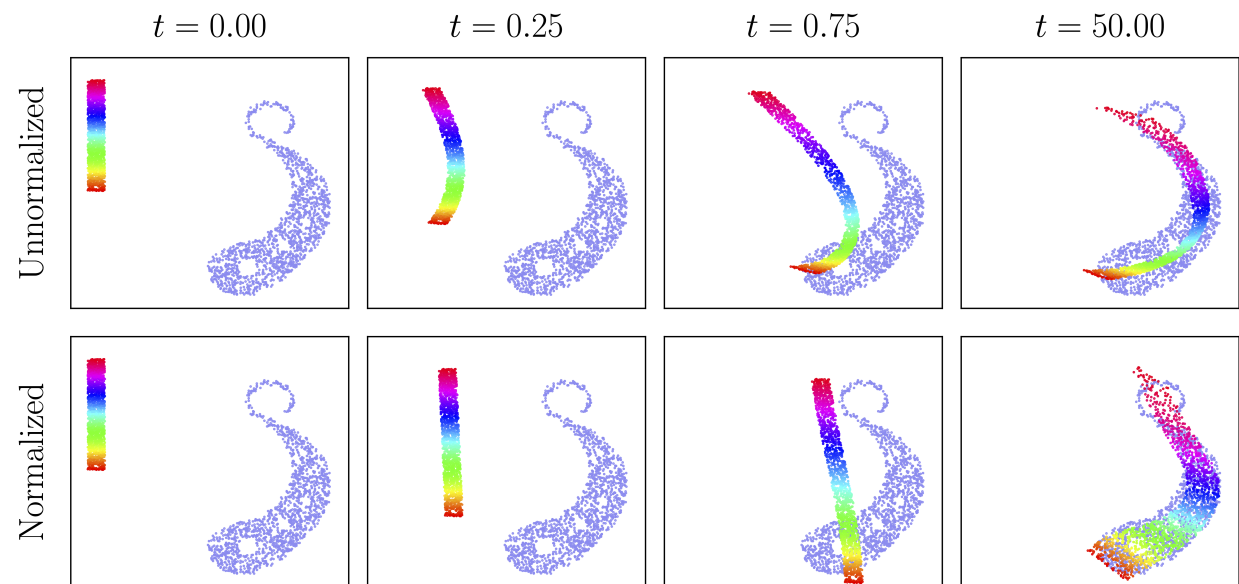 t = 0.00 t = 0.25 t = 0.75 t = 50.00
Unnormalized
Normalized